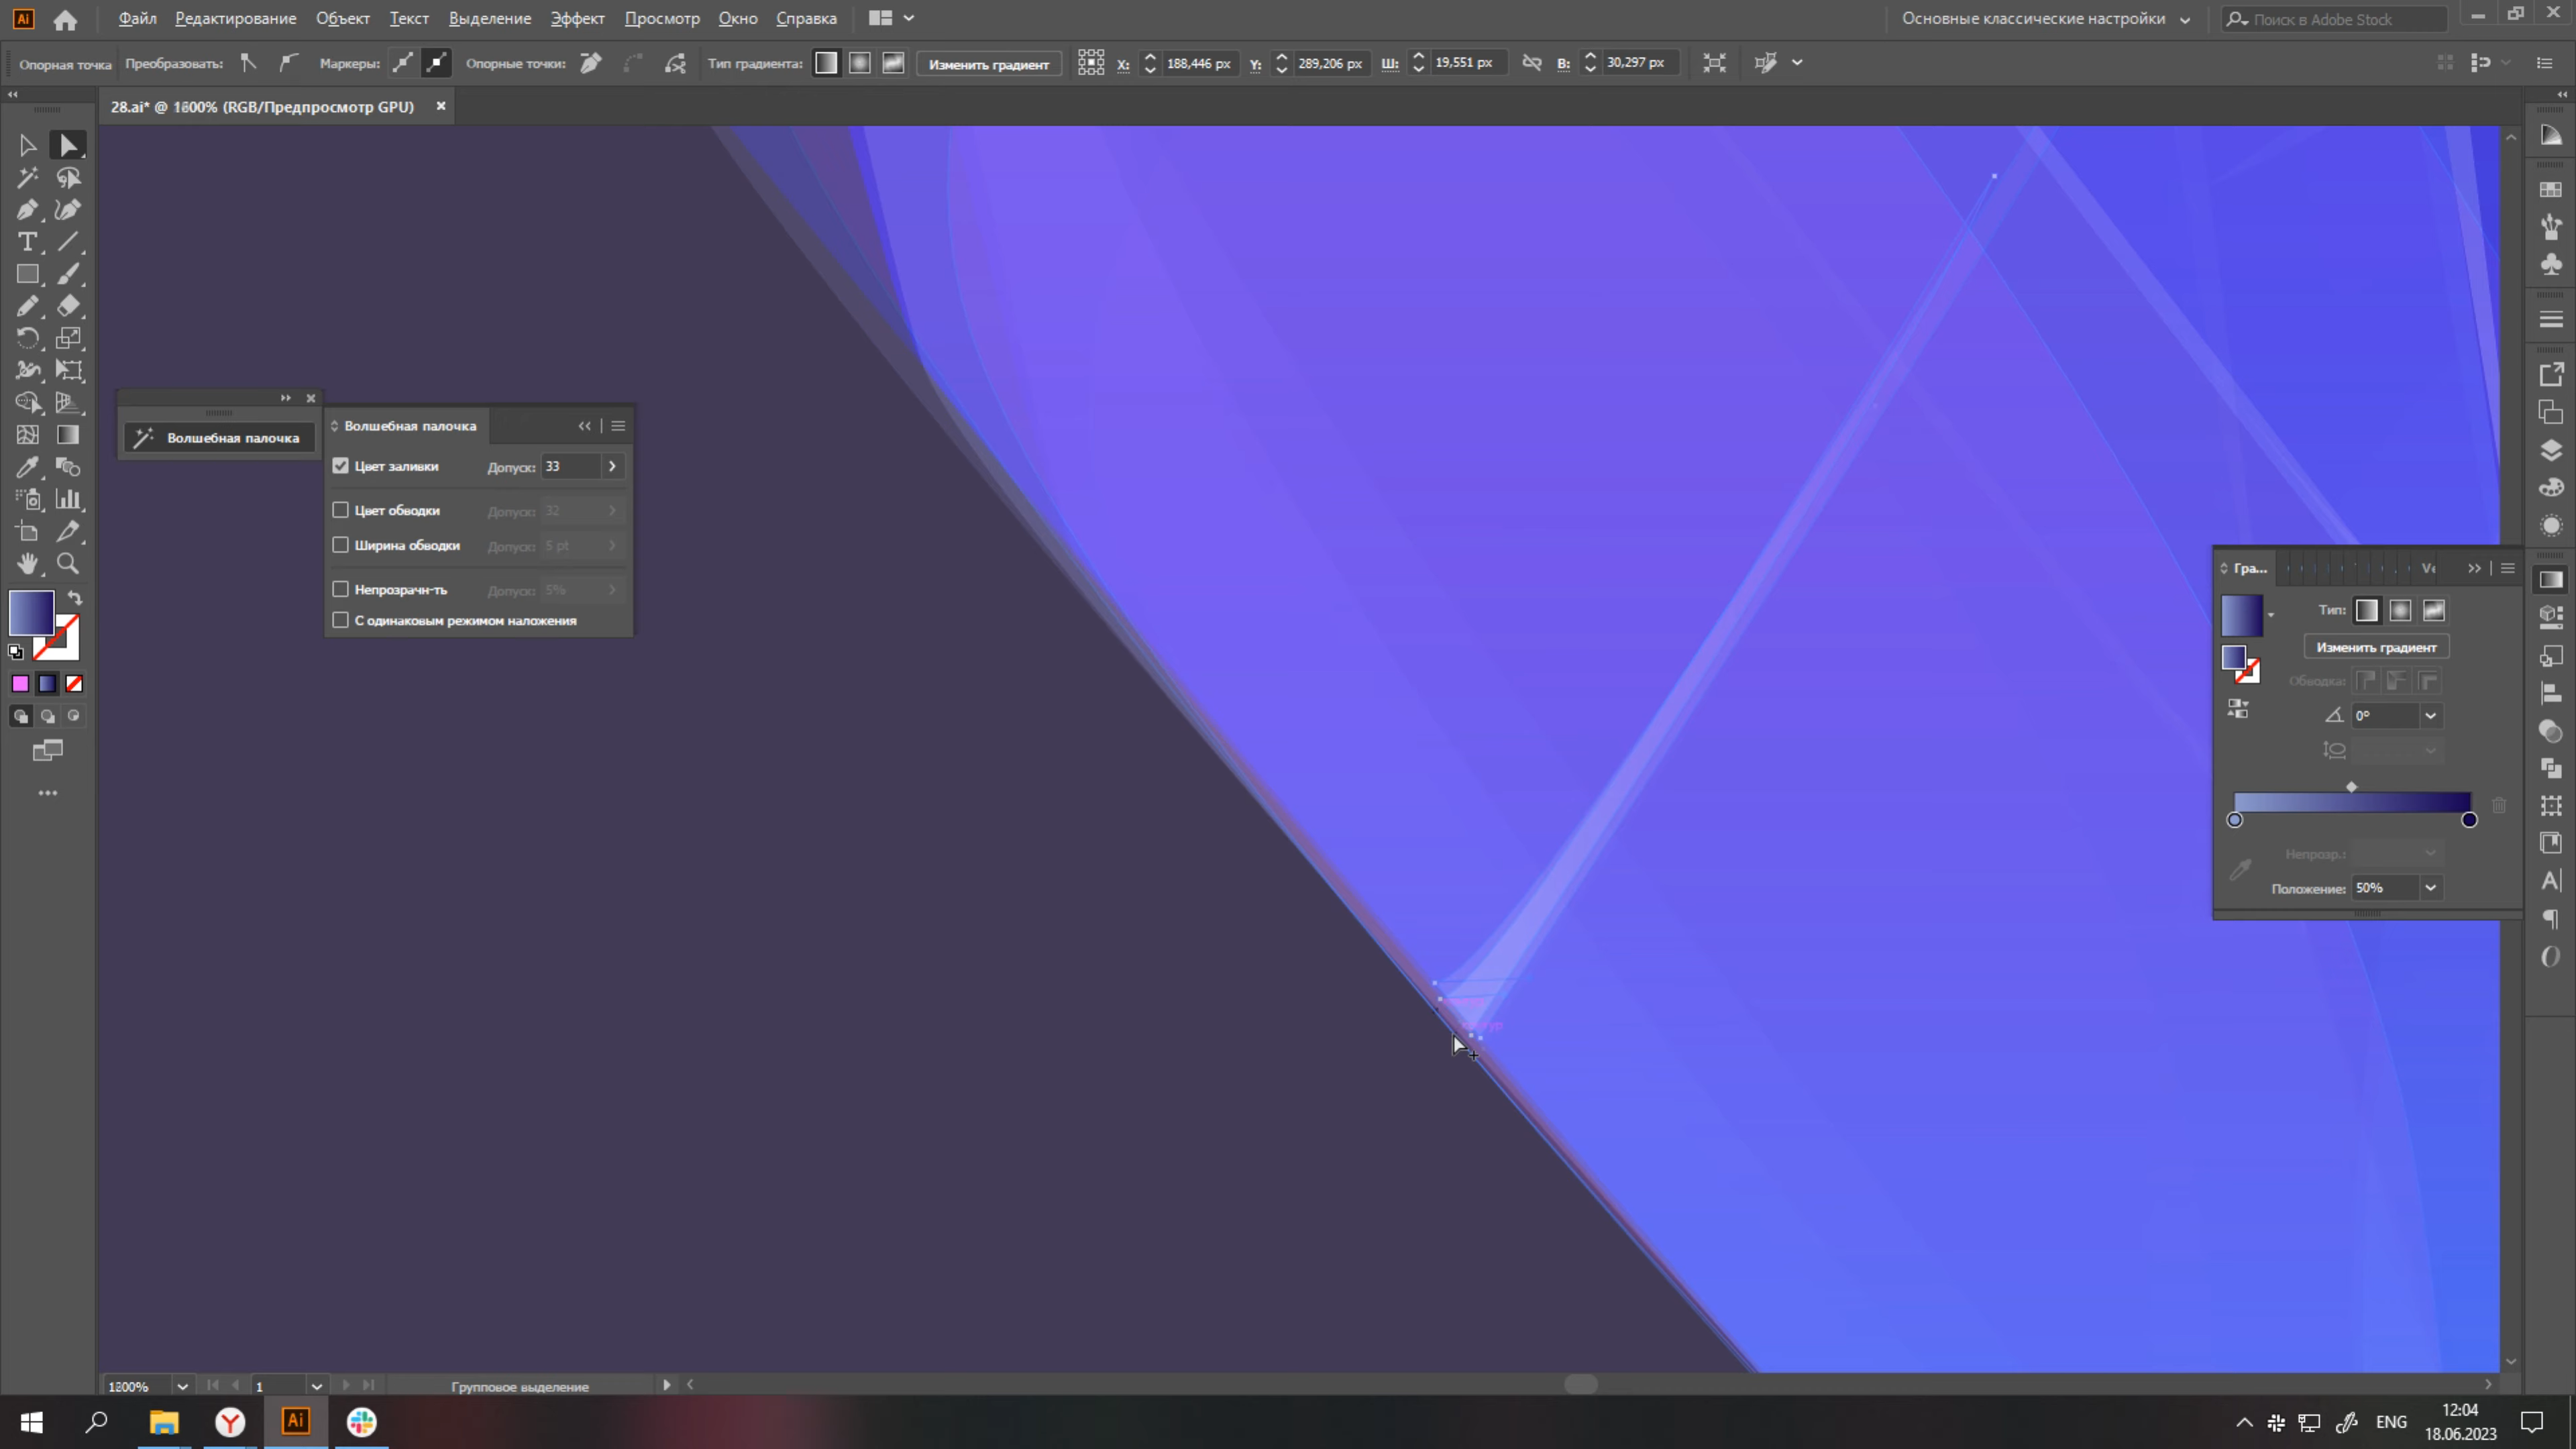 Ai Файл Редактирование Объект Текст Выделение Эффект Просмотр Окно Справка Основные классические настройки Поиск в Adobe Stock
Опорная точка Преобразовать: Маркеры: Опорные точки: Тип градиента: Изменить градиент X: 188,446 px Y: 289,206 px Ш: 19,551 px В: 30,297 px
28.ai* @ 1600% (RGB/Предпросмотр GPU)
Волшебная палочка
Волшебная палочка
Цвет заливки Допуск: 33
Цвет обводки Допуск: 32
Ширина обводки Допуск: 5 pt
Непрозрачн-ть Допуск: 5%
С одинаковым режимом наложения
Гра...
Тип:
Изменить градиент
Обводка:
0°
Непрозр.:
Положение: 50%
1 Групповое выделение
Ai ENG 12:04
18.06.2023